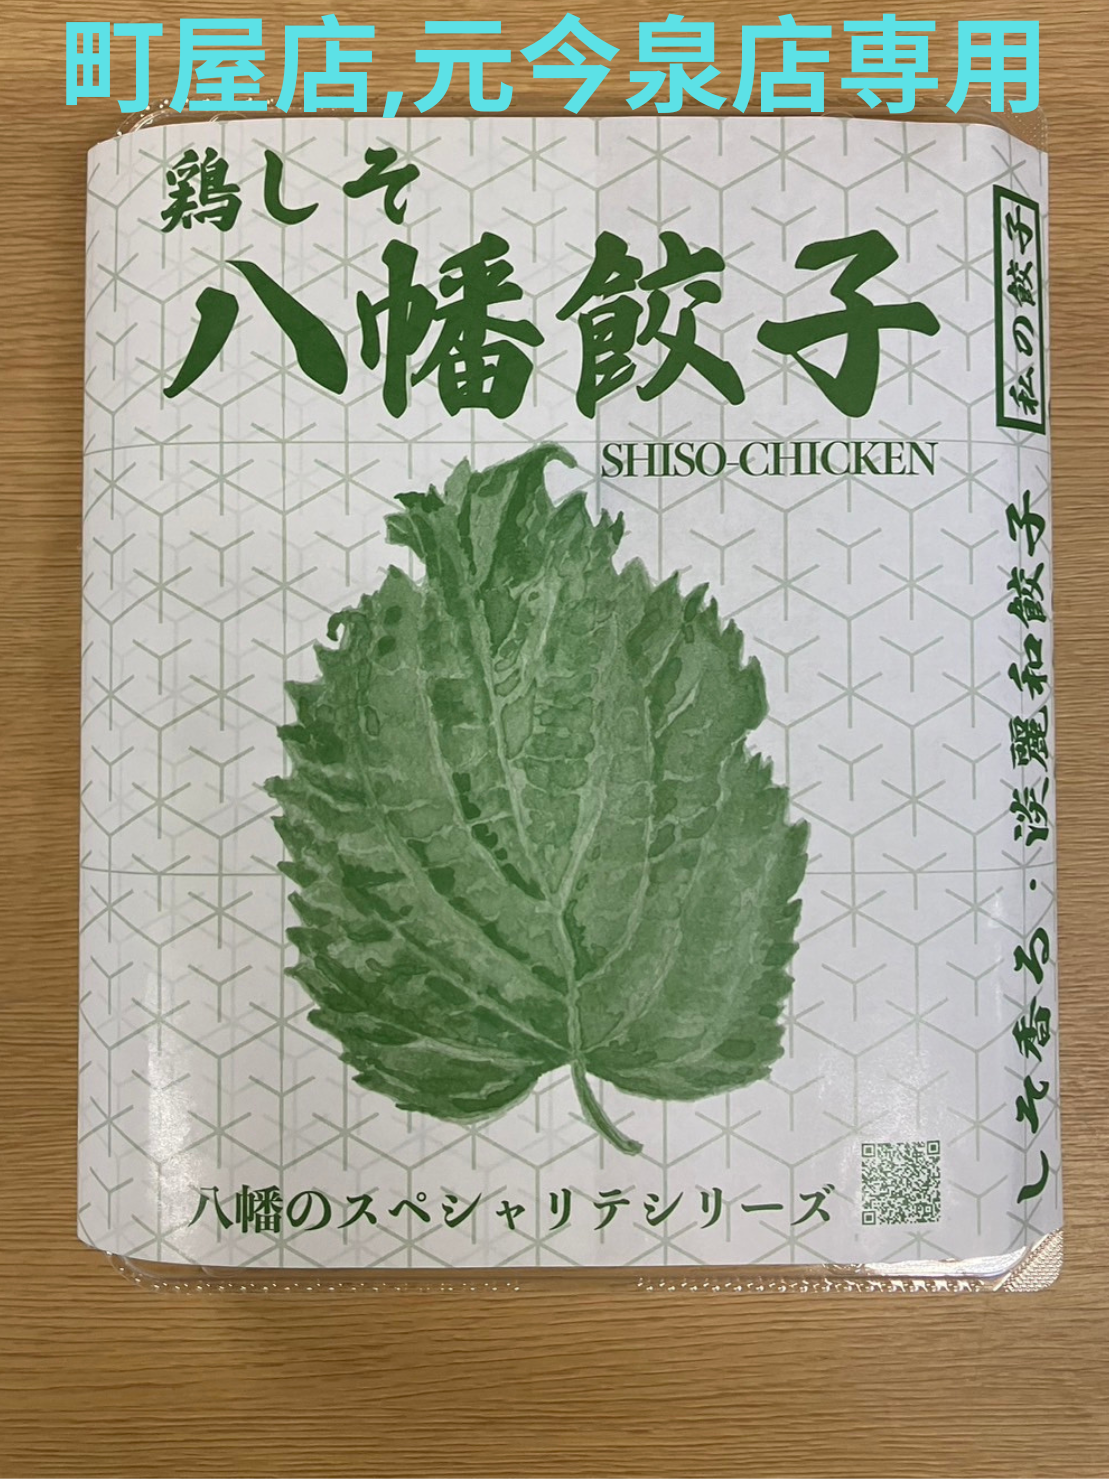 町屋店,元今泉店専用
鶏しそ
八幡餃子
SHISO-CHICKEN
私の餃子
しそ香る・淡麗和餃子
八幡のスペシャリテシリーズ